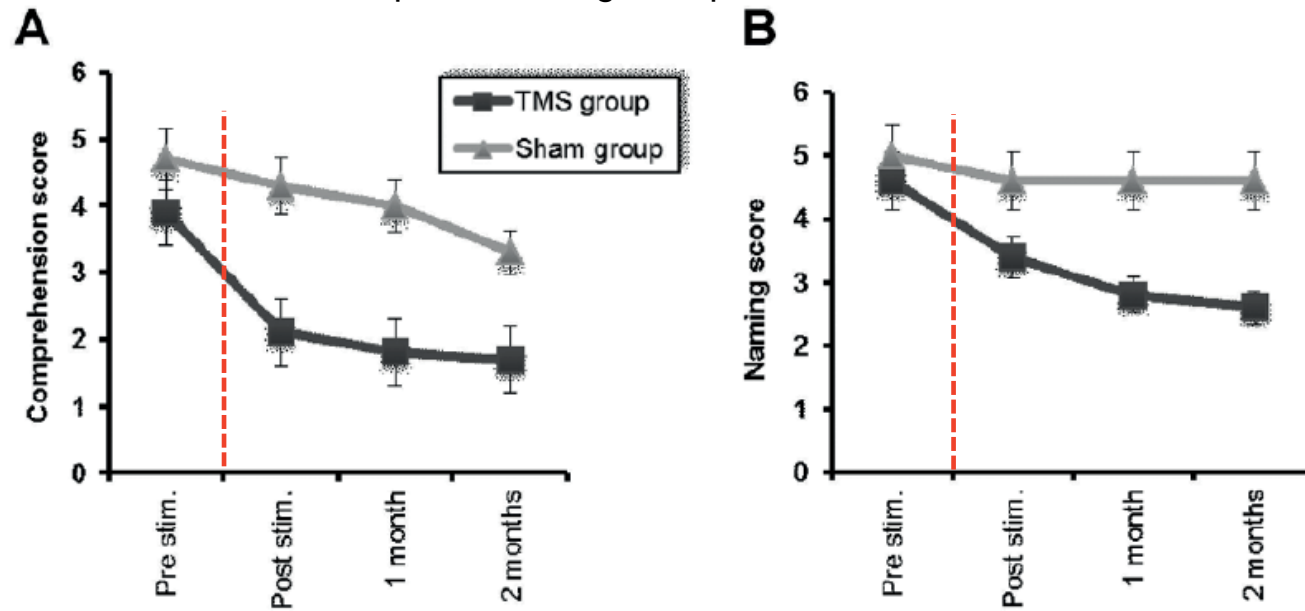 A
B
TMS group
Sham group
Comprehension score
6
5
4
3
2
1
0
Pre stim.
Post stim.
1 month
2 months
Naming score
6
5
4
3
2
1
0
Pre stim.
Post stim.
1 month
2 months